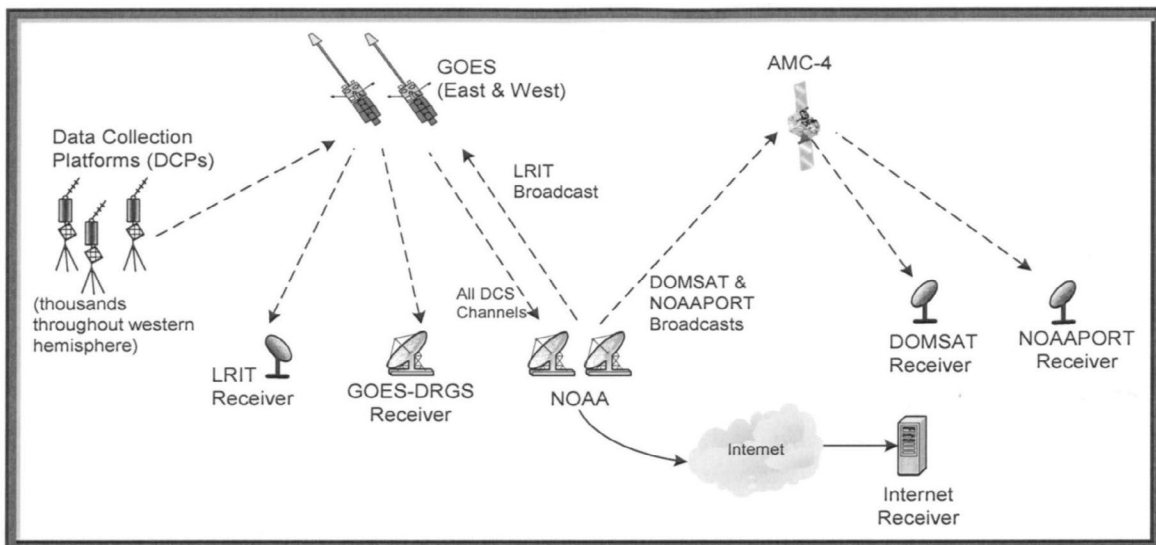 GOES
(East & West)
AMC-4
Data Collection
Platforms (DCPs)
LRIT
Broadcast
(thousands
throughout western
hemisphere)
All DCS
Channels
DOMSAT &
NOAAPORT
Broadcasts
LRIT
Receiver
GOES-DRGS
Receiver
NOAA
DOMSAT
Receiver
NOAAPORT
Receiver
Internet
Internet
Receiver